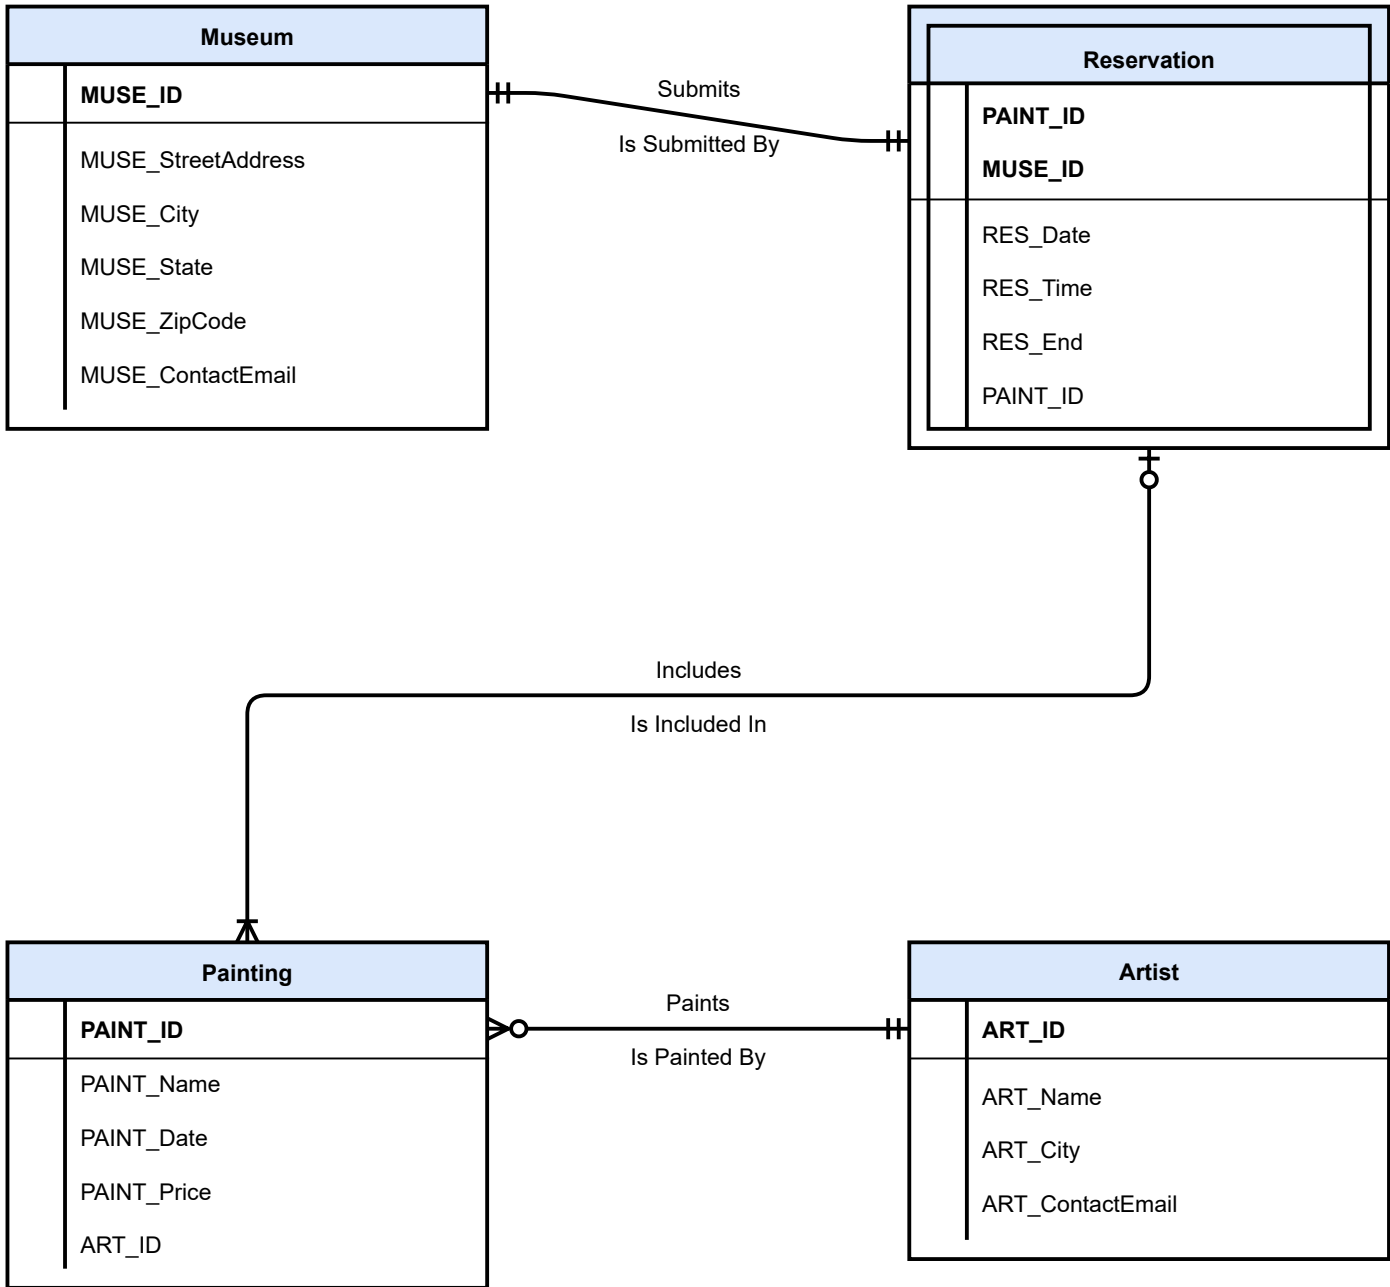 Museum
MUSE_ID
MUSE_StreetAddress
MUSE_City
MUSE_State
MUSE_ZipCode
MUSE_ContactEmail
Submits
Is Submitted By
Reservation
PAINT_ID
MUSE_ID
RES_Date
RES_Time
RES_End
PAINT_ID
Includes
Is Included In
Painting
PAINT_ID
PAINT_Name
PAINT_Date
PAINT_Price
ART_ID
Paints
Is Painted By
Artist
ART_ID
ART_Name
ART_City
ART_ContactEmail